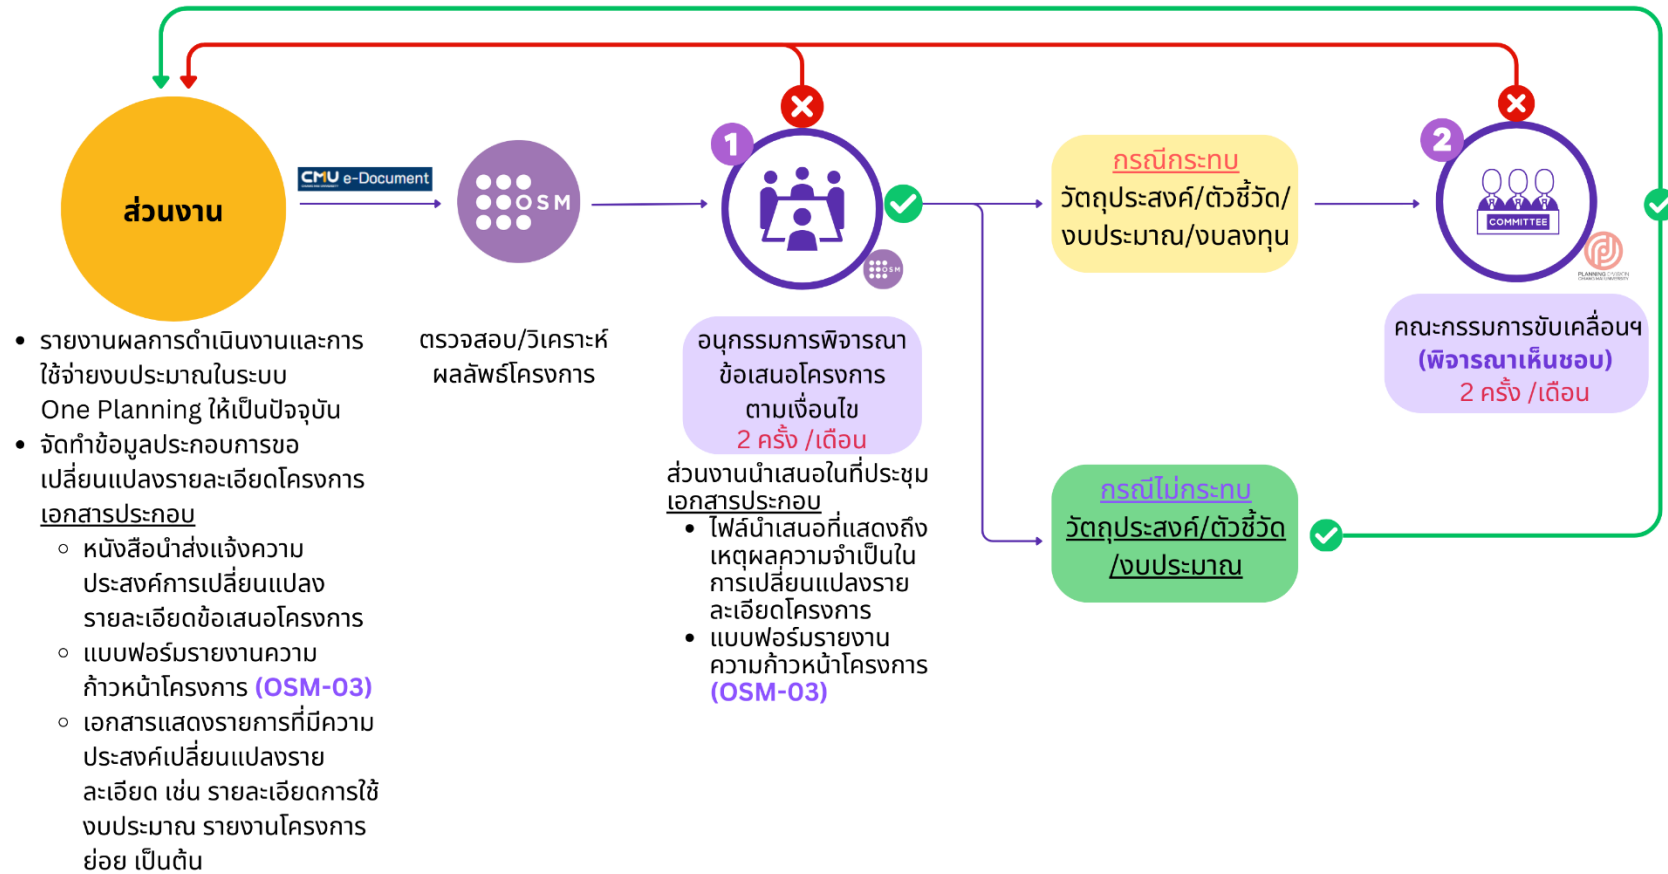 ส่วนงาน
• รายงานผลการดำเนินงานและการ
ใช้จ่ายงบประมาณในระบบ
One Planning ให้เป็นปัจจุบัน
• จัดทำข้อมูลประกอบการขอ
เปลี่ยนแปลงรายละเอียดโครงการ
เอกสารประกอบ
○ หนังสือนำส่งแจ้งความ
ประสงค์การเปลี่ยนแปลง
รายละเอียดข้อเสนอโครงการ
○ แบบฟอร์มรายงานความ
ก้าวหน้าโครงการ (OSM-03)
○ เอกสารแสดงรายการที่มีความ
ประสงค์เปลี่ยนแปลงราย
ละเอียด เช่น รายละเอียดการใช้
งบประมาณ รายงานโครงการ
ย่อย เป็นต้น
CMU e-Document
OSM
ตรวจสอบ/วิเคราะห์
ผลลัพธ์โครงการ
1
OSM
อนุกรรมการพิจารณา
ข้อเสนอโครงการ
ตามเงื่อนไข
2 ครั้ง /เดือน
ส่วนงานนำเสนอในที่ประชุม
เอกสารประกอบ
• ไฟล์นำเสนอที่แสดงถึง
เหตุผลความจำเป็นใน
การเปลี่ยนแปลงราย
ละเอียดโครงการ
• แบบฟอร์มรายงาน
ความก้าวหน้าโครงการ
(OSM-03)
กรณีกระทบ
วัตถุประสงค์/ตัวชี้วัด/
งบประมาณ/งบลงทุน
กรณีไม่กระทบ
วัตถุประสงค์/ตัวชี้วัด
/งบประมาณ
2
COMMITTEE
PLANNING DIVISION
CHIANG MAI UNIVERSITY
คณะกรรมการขับเคลื่อนฯ
(พิจารณาเห็นชอบ)
2 ครั้ง /เดือน